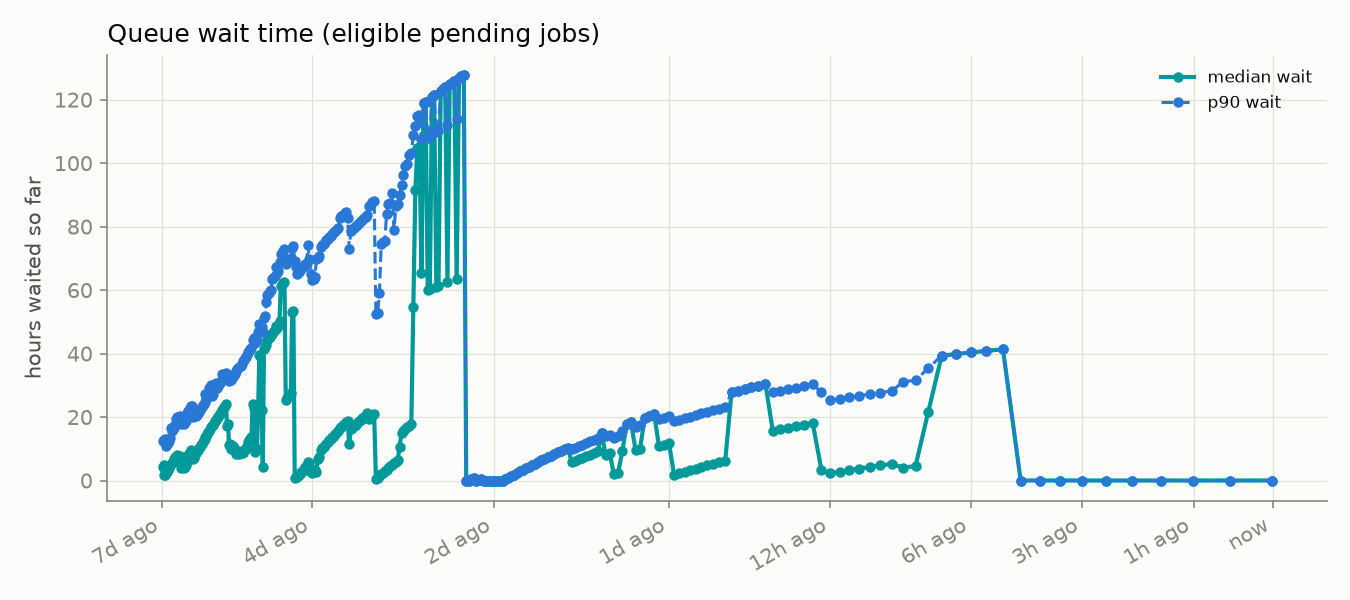 Queue wait time (eligible pending jobs)
median wait
p90 wait
hours waited so far
120
100
80
60
40
20
0
7d ago
4d ago
2d ago
1d ago
12h ago
6h ago
3h ago
1h ago
now